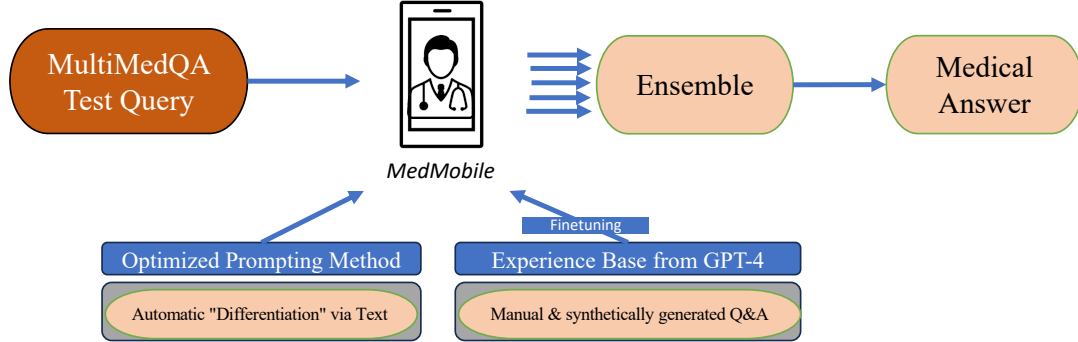 MultiMedQA
Test Query
Ensemble
Medical
Answer
MedMobile
Finetuning
Optimized Prompting Method
Experience Base from GPT-4
Automatic "Differentiation" via Text
Manual & synthetically generated Q&A